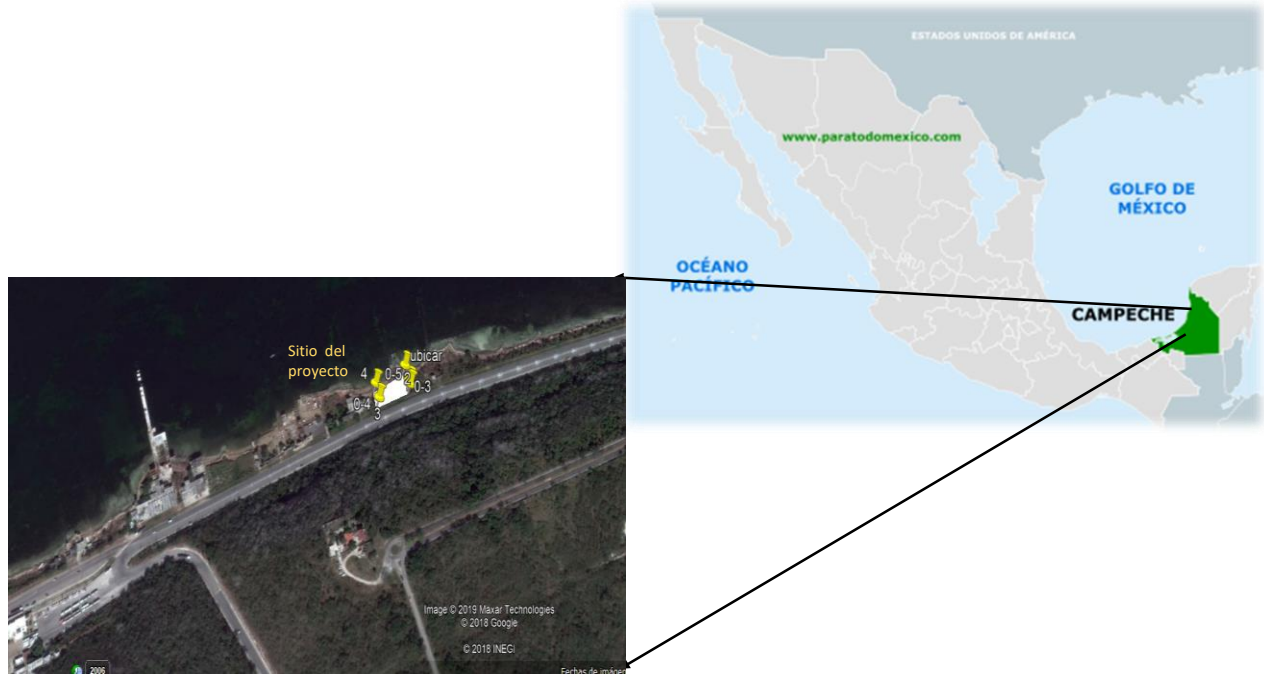 ESTADOS UNIDOS DE AMÉRICA
www.paratodomexico.com
GOLFO DE
MÉXICO
OCÉANO
PACÍFICO
CAMPECHE
Sitio del
proyecto
ubicar
4
0-5
2
0-3
0-4
3
Image © 2019 Maxar Technologies
© 2018 Google
© 2018 INEGI
2006
Fechas de imágen